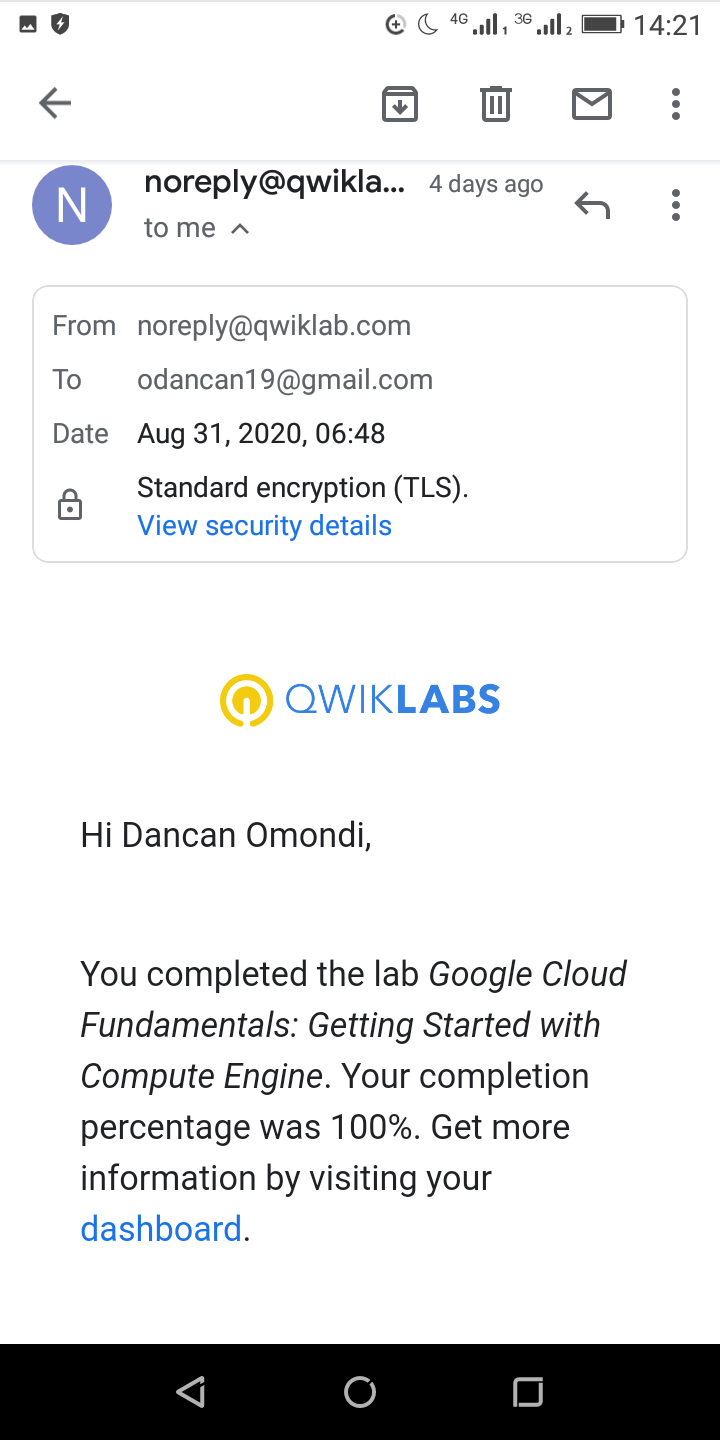 4G 1 3G 2 14:21
noreply@qwikla... 4 days ago
N
to me
From noreply@qwiklab.com
To odancan19@gmail.com
Date Aug 31, 2020, 06:48
Standard encryption (TLS).
View security details
QWIKLABS
Hi Dancan Omondi,
You completed the lab Google Cloud
Fundamentals: Getting Started with
Compute Engine. Your completion
percentage was 100%. Get more
information by visiting your
dashboard.